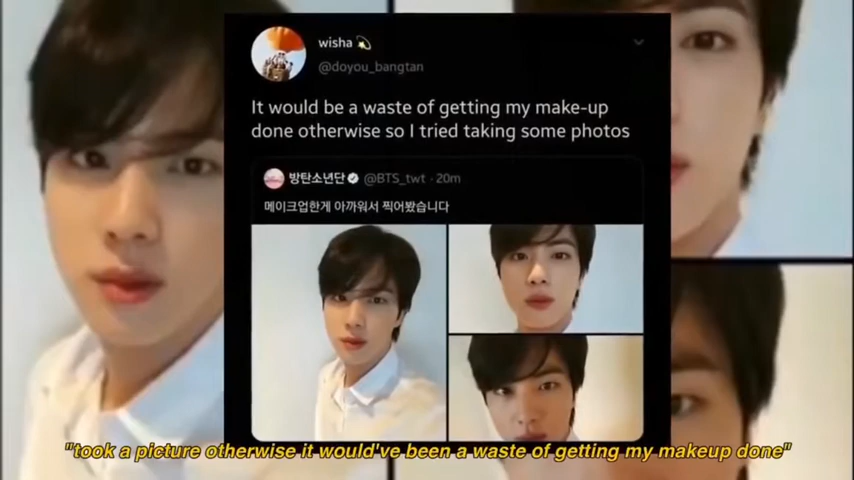 wisha 💫
@doyou_bangtan
It would be a waste of getting my make-up
done otherwise so I tried taking some photos
방탄소년단 @BTS_twt · 20m
메이크업한게 아까워서 찍어봤습니다
"took a picture otherwise it would've been a waste of getting my makeup done"